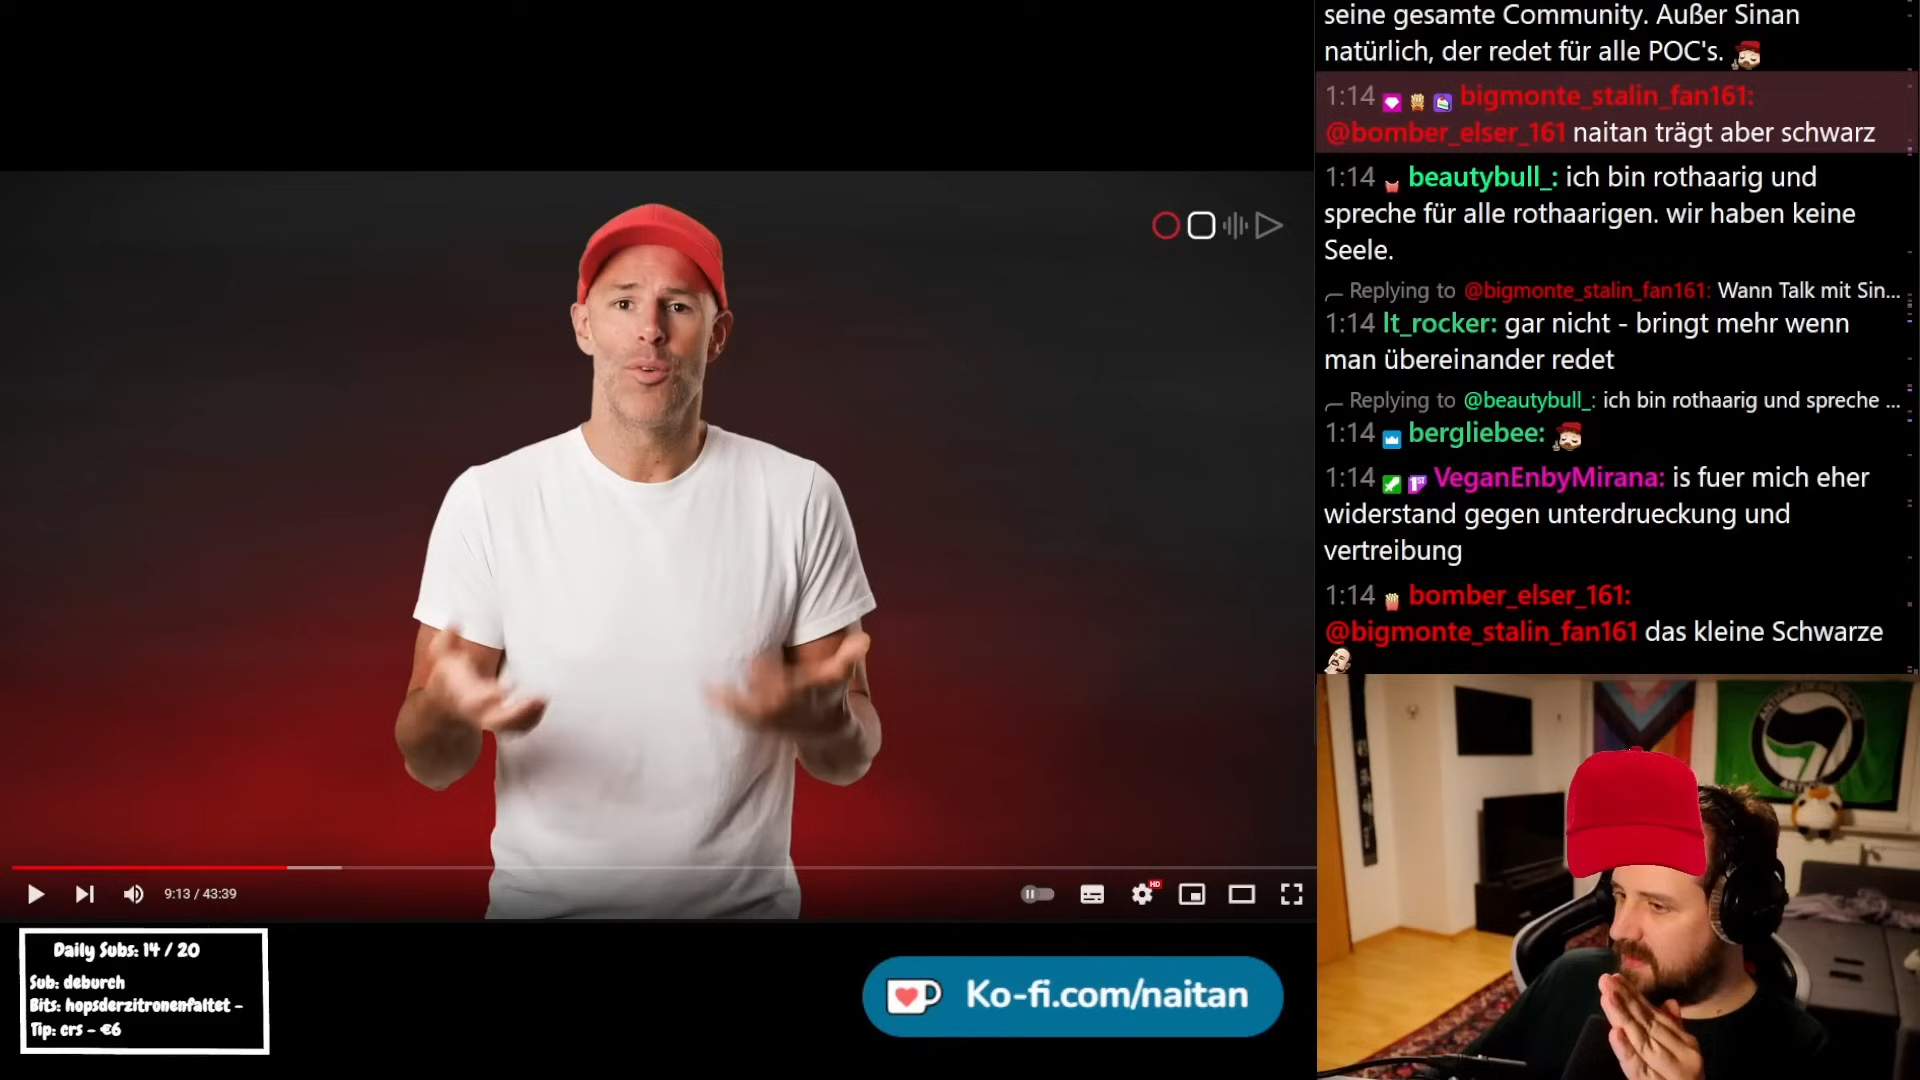 seine gesamte Community. Außer Sinan
natürlich, der redet für alle POC's.
1:14 bigmonte_stalin_fan161:
@bomber_elser_161 naitan trägt aber schwarz
1:14 beautybull_: ich bin rothaarig und
spreche für alle rothaarigen. wir haben keine
Seele.
Replying to @bigmonte_stalin_fan161: Wann Talk mit Sin...
1:14 lt_rocker: gar nicht - bringt mehr wenn
man übereinander redet
Replying to @beautybull_: ich bin rothaarig und spreche ...
1:14 bergliebee:
1:14 1ST VeganEnbyMirana: is fuer mich eher
widerstand gegen unterdrueckung und
vertreibung
1:14 bomber_elser_161:
@bigmonte_stalin_fan161 das kleine Schwarze
9:13 / 43:39
HD
Daily Subs: 14 / 20
Sub: deburch
Bits: hopsderzitronenfaltet -
Tip: crs - €6
Ko-fi.com/naitan